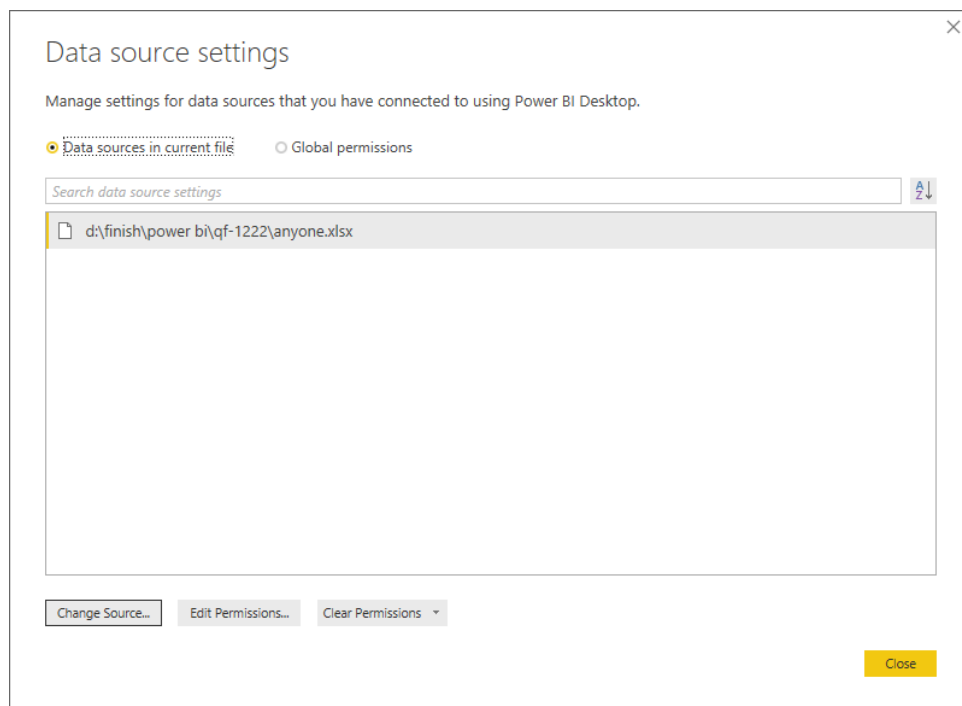 Data source settings
Manage settings for data sources that you have connected to using Power BI Desktop.
Data sources in current file Global permissions
Search data source settings
d:\finish\power bi\qf-1222\anyone.xlsx
Change Source... Edit Permissions... Clear Permissions
Close